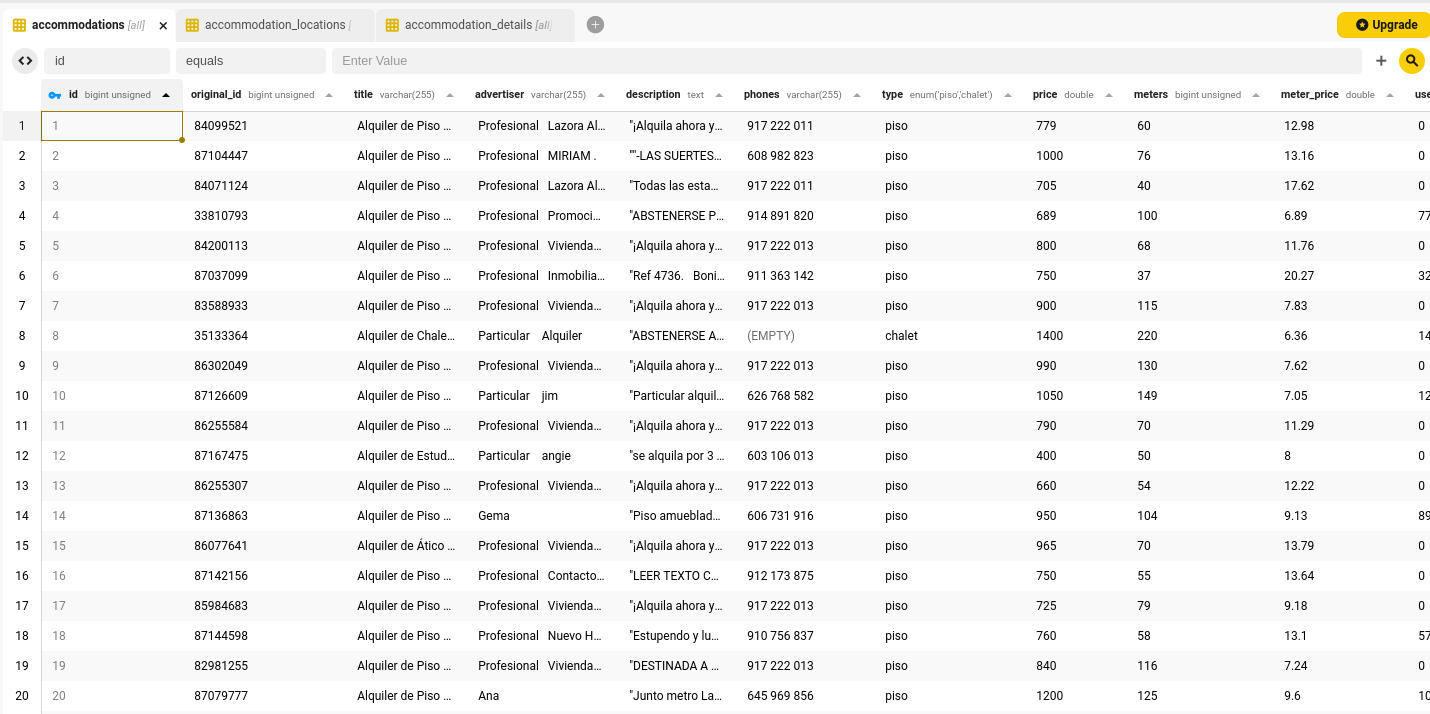 accommodations [all] × accommodation_locations [ accommodation_details [all] + Upgrade
<> id equals Enter Value +
id bigint unsigned original_id bigint unsigned title varchar(255) advertiser varchar(255) description text phones varchar(255) type enum('piso','chalet') price double meters bigint unsigned meter_price double use
1 1 84099521 Alquiler de Piso ... Profesional Lazora Al... "¡Alquila ahora y... 917 222 011 piso 779 60 12.98 0
2 2 87104447 Alquiler de Piso ... Profesional MIRIAM . ""-LAS SUERTES... 608 982 823 piso 1000 76 13.16 0
3 3 84071124 Alquiler de Piso ... Profesional Lazora Al... "Todas las esta... 917 222 011 piso 705 40 17.62 0
4 4 33810793 Alquiler de Piso ... Profesional Promoci... "ABSTENERSE P... 914 891 820 piso 689 100 6.89 77
5 5 84200113 Alquiler de Piso ... Profesional Vivienda... "¡Alquila ahora y... 917 222 013 piso 800 68 11.76 0
6 6 87037099 Alquiler de Piso ... Profesional Inmobilia... "Ref 4736. Boni... 911 363 142 piso 750 37 20.27 32
7 7 83588933 Alquiler de Piso ... Profesional Vivienda... "¡Alquila ahora y... 917 222 013 piso 900 115 7.83 0
8 8 35133364 Alquiler de Chale... Particular Alquiler "ABSTENERSE A... (EMPTY) chalet 1400 220 6.36 14
9 9 86302049 Alquiler de Piso ... Profesional Vivienda... "¡Alquila ahora y... 917 222 013 piso 990 130 7.62 0
10 10 87126609 Alquiler de Piso ... Particular jim "Particular alquil... 626 768 582 piso 1050 149 7.05 12
11 11 86255584 Alquiler de Piso ... Profesional Vivienda... "¡Alquila ahora y... 917 222 013 piso 790 70 11.29 0
12 12 87167475 Alquiler de Estud... Particular angie "se alquila por 3 ... 603 106 013 piso 400 50 8 0
13 13 86255307 Alquiler de Piso ... Profesional Vivienda... "¡Alquila ahora y... 917 222 013 piso 660 54 12.22 0
14 14 87136863 Alquiler de Piso ... Gema "Piso amueblad... 606 731 916 piso 950 104 9.13 89
15 15 86077641 Alquiler de Ático ... Profesional Vivienda... "¡Alquila ahora y... 917 222 013 piso 965 70 13.79 0
16 16 87142156 Alquiler de Piso ... Profesional Contacto... "LEER TEXTO C... 912 173 875 piso 750 55 13.64 0
17 17 85984683 Alquiler de Piso ... Profesional Vivienda... "¡Alquila ahora y... 917 222 013 piso 725 79 9.18 0
18 18 87144598 Alquiler de Piso ... Profesional Nuevo H... "Estupendo y lu... 910 756 837 piso 760 58 13.1 57
19 19 82981255 Alquiler de Piso ... Profesional Vivienda... "DESTINADA A ... 917 222 013 piso 840 116 7.24 0
20 20 87079777 Alquiler de Piso ... Ana "Junto metro La... 645 969 856 piso 1200 125 9.6 10